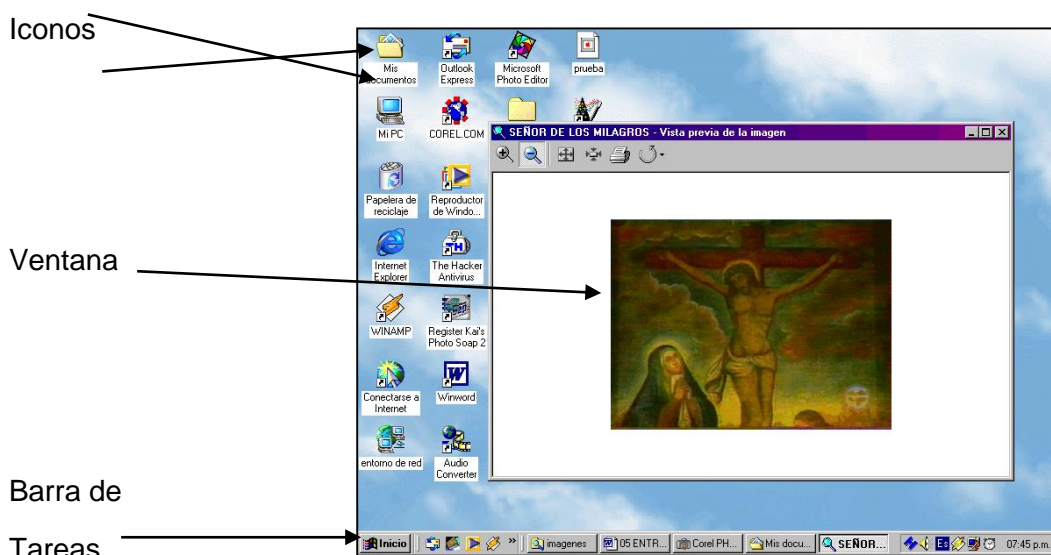 Iconos
Mis documentos
Outlook Express
Microsoft Photo Editor
prueba
Mi PC
COREL.COM
SEÑOR DE LOS MILAGROS - Vista previa de la imagen
Papelera de reciclaje
Reproductor de Windo...
Ventana
Internet Explorer
The Hacker Antivirus
WINAMP
Register Kai's Photo Soap 2
Conectarse a Internet
Winword
entorno de red
Audio Converter
Barra de
Tareas
Inicio
»
imagenes
05 ENTR...
Corel PH...
Mis docu...
SEÑOR...
Es
07:45 p.m.